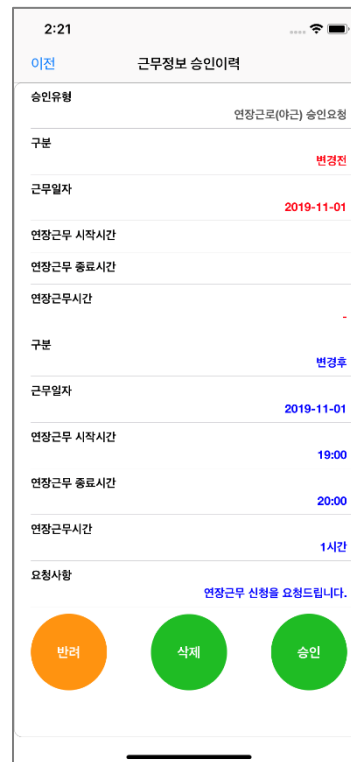 2:21
이전 근무정보 승인이력
승인유형
연장근로(야근) 승인요청
구분
변경전
근무일자
2019-11-01
연장근무 시작시간
연장근무 종료시간
연장근무시간
-
구분
변경후
근무일자
2019-11-01
연장근무 시작시간
19:00
연장근무 종료시간
20:00
연장근무시간
1시간
요청사항
연장근무 신청을 요청드립니다.
반려 삭제 승인